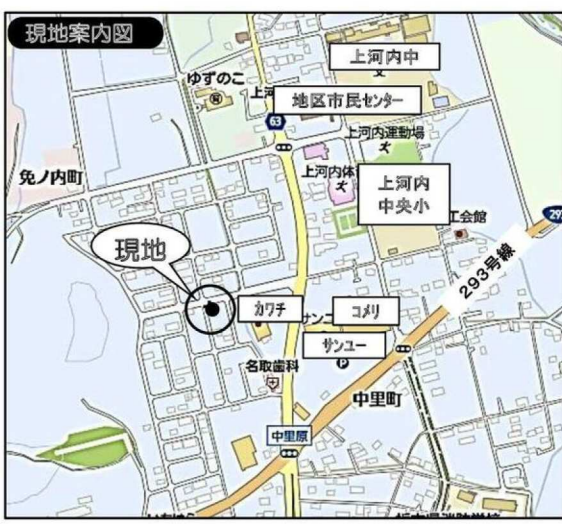 現地案内図
上河内中
ゆずのこ
地区市民センター
63
上河内運動場
上河内体
免ノ内町
上河内
中央小
工会館
293号線
現地
カワチ
サンユ
コメリ
サンユー
名取歯科
P
中里町
中里原